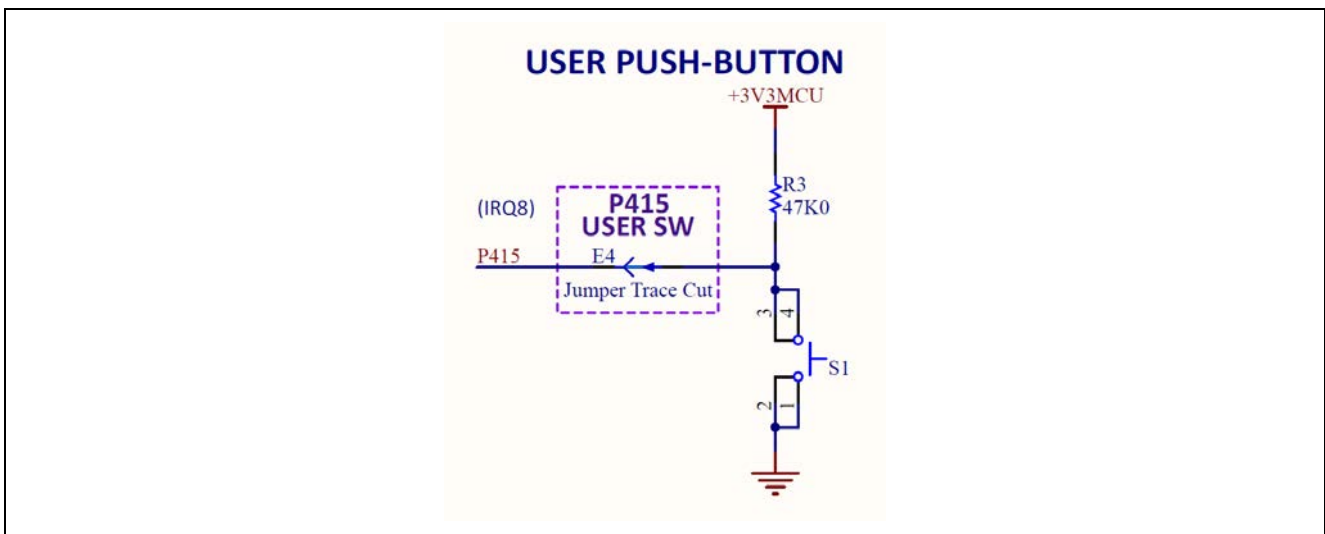 USER PUSH-BUTTON
+3V3MCU
R3
47K0
(IRQ8)
P415
USER SW
P415
E4
Jumper Trace Cut
3
4
S1
2
1